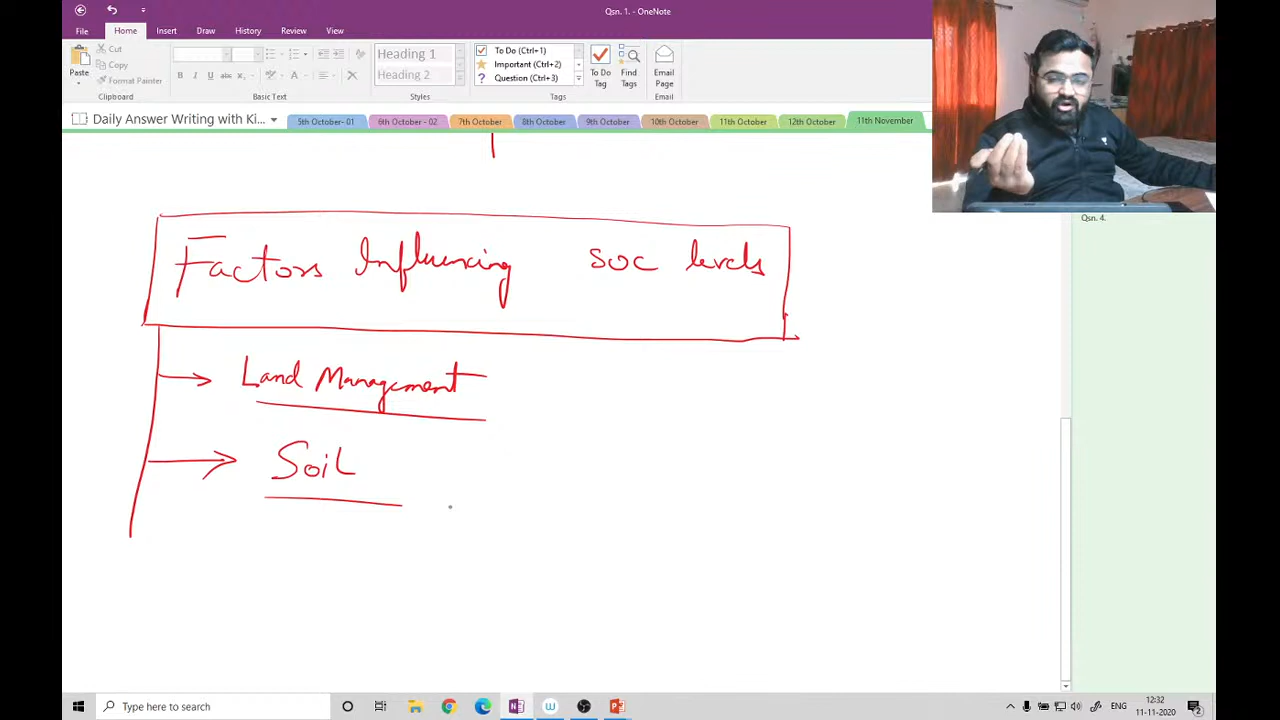 Qsn. 1. - OneNote
File Home Insert Draw History Review View
Paste
Cut
Copy
Format Painter
Clipboard
B I U abc x A
Basic Text
Heading 1
Heading 2
Styles
To Do (Ctrl+1)
Important (Ctrl+2)
Question (Ctrl+3)
To Do Tag
Find Tags
Tags
Email Page
Email
Daily Answer Writing with Ki... 5th October- 01 6th October - 02 7th October 8th October 9th October 10th October 11th October 12th October 11th November
Qsn. 4.
Factors Influencing SOC levels
Land Management
Soil
Type here to search
ENG
12:32
11-11-2020
2